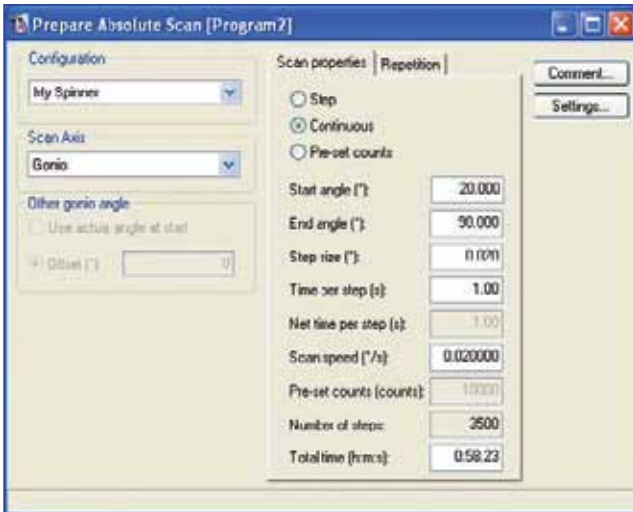 Prepare Absolute Scan [Program2]
Configuration
My Spinner
Scan Axis
Gonio
Other gonio angle
Use actual angle at start
Offset (°)
0
Scan properties
Repetition
Step
Continuous
Pre-set counts
Start angle (°): 20.000
End angle (°): 90.000
Step size (°): 0.020
Time per step (s): 1.00
Net time per step (s): 1.00
Scan speed (°/s): 0.020000
Pre-set counts (counts): 10000
Number of steps: 3500
Total time (h:m:s): 0:58:23
Comment...
Settings...